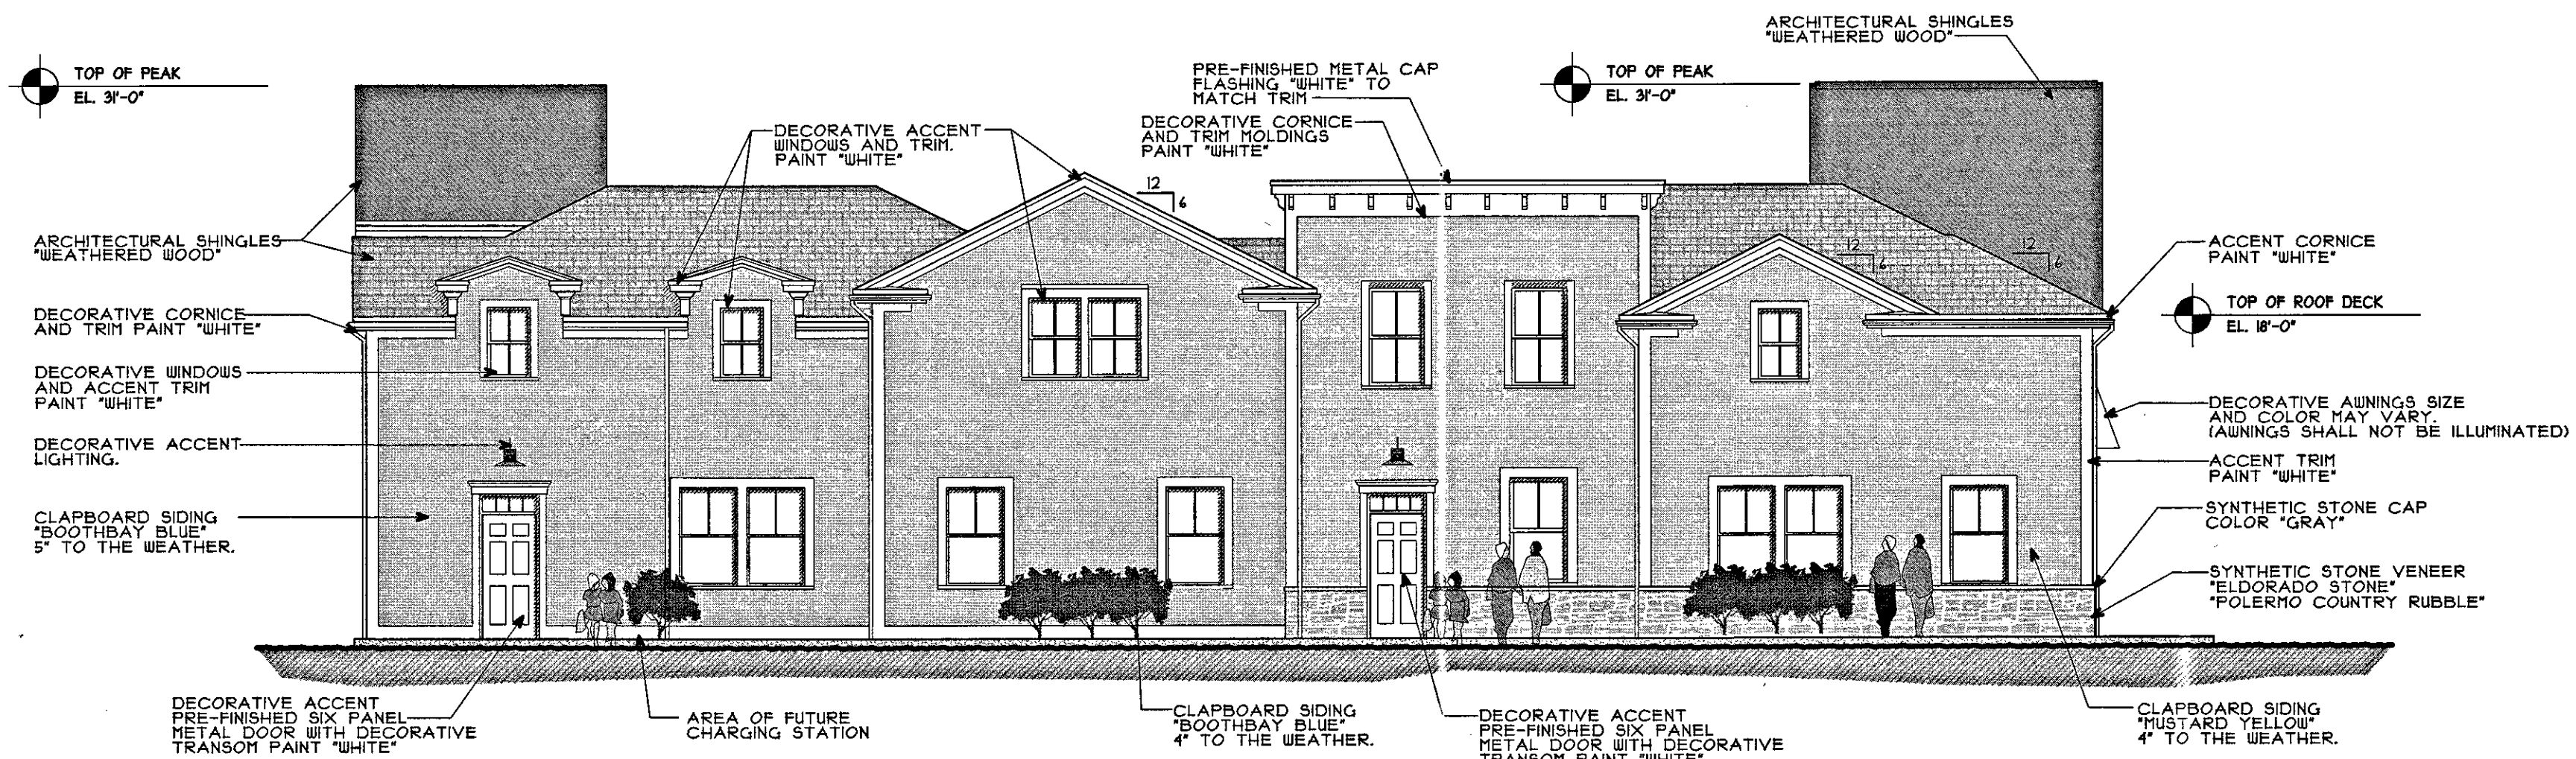 ARCHITECTURAL SHINGLES
"WEATHERED WOOD"
TOP OF PEAK
EL. 31'-0"
PRE-FINISHED METAL CAP
FLASHING "WHITE" TO
MATCH TRIM
TOP OF PEAK
EL. 31'-0"
DECORATIVE ACCENT
WINDOWS AND TRIM.
PAINT "WHITE"
DECORATIVE CORNICE
AND TRIM MOLDINGS
PAINT "WHITE"
12
6
ARCHITECTURAL SHINGLES
"WEATHERED WOOD"
12
6
12
6
ACCENT CORNICE
PAINT "WHITE"
DECORATIVE CORNICE
AND TRIM PAINT "WHITE"
TOP OF ROOF DECK
EL. 18'-0"
DECORATIVE WINDOWS
AND ACCENT TRIM
PAINT "WHITE"
DECORATIVE AWNINGS SIZE
AND COLOR MAY VARY.
(AWNINGS SHALL NOT BE ILLUMINATED)
DECORATIVE ACCENT
LIGHTING.
ACCENT TRIM
PAINT "WHITE"
CLAPBOARD SIDING
"BOOTHBAY BLUE"
5" TO THE WEATHER.
SYNTHETIC STONE CAP
COLOR "GRAY"
SYNTHETIC STONE VENEER
"ELDORADO STONE"
"POLERMO COUNTRY RUBBLE"
DECORATIVE ACCENT
PRE-FINISHED SIX PANEL
METAL DOOR WITH DECORATIVE
TRANSOM PAINT "WHITE"
AREA OF FUTURE
CHARGING STATION
CLAPBOARD SIDING
"BOOTHBAY BLUE"
4" TO THE WEATHER.
DECORATIVE ACCENT
PRE-FINISHED SIX PANEL
METAL DOOR WITH DECORATIVE
TRANSOM PAINT "WHITE"
CLAPBOARD SIDING
"MUSTARD YELLOW"
4" TO THE WEATHER.